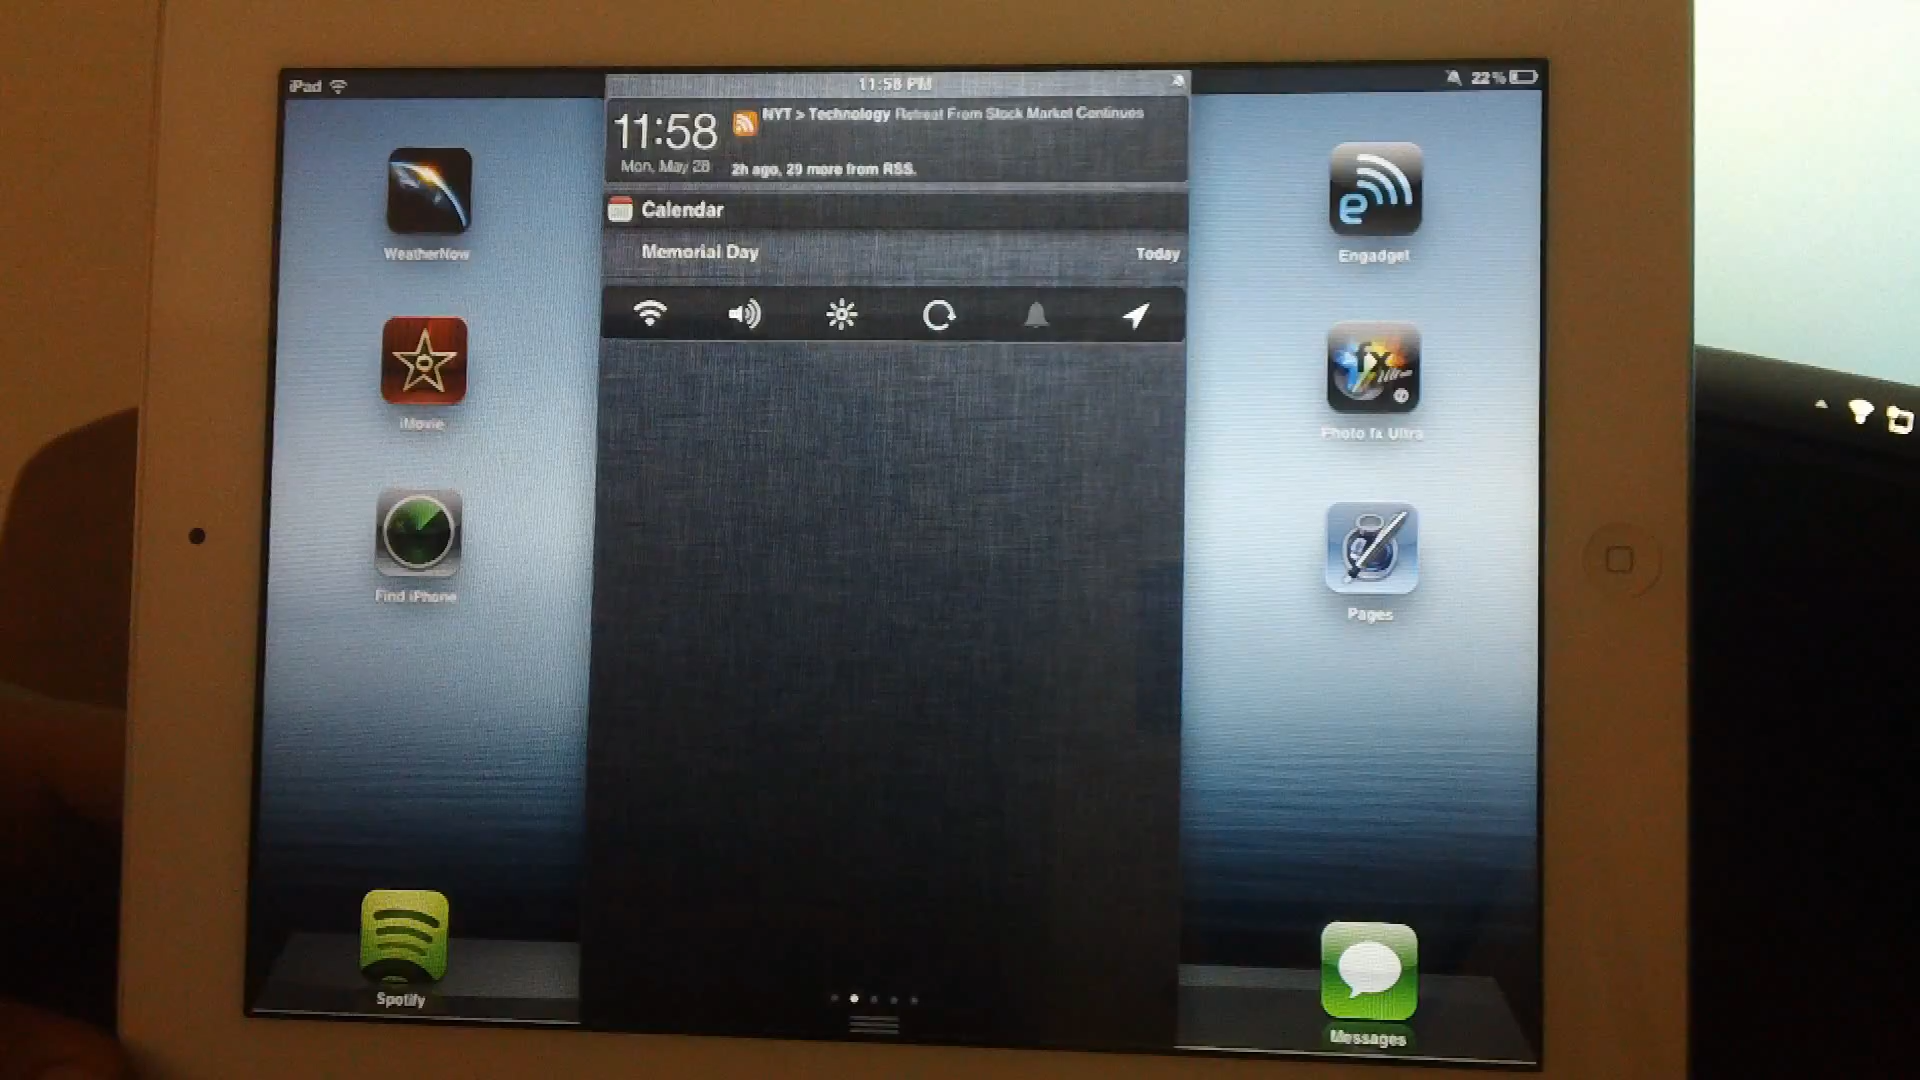 iPad
11:58 PM
22%
11:58
Mon, May 28
NYT > Technology Retreat From Stock Market Continues
2h ago, 29 more from RSS.
Calendar
Memorial Day
Today
WeatherNow
Engadget
iMovie
Photo fx Ultra
Find iPhone
Pages
Spotify
Messages